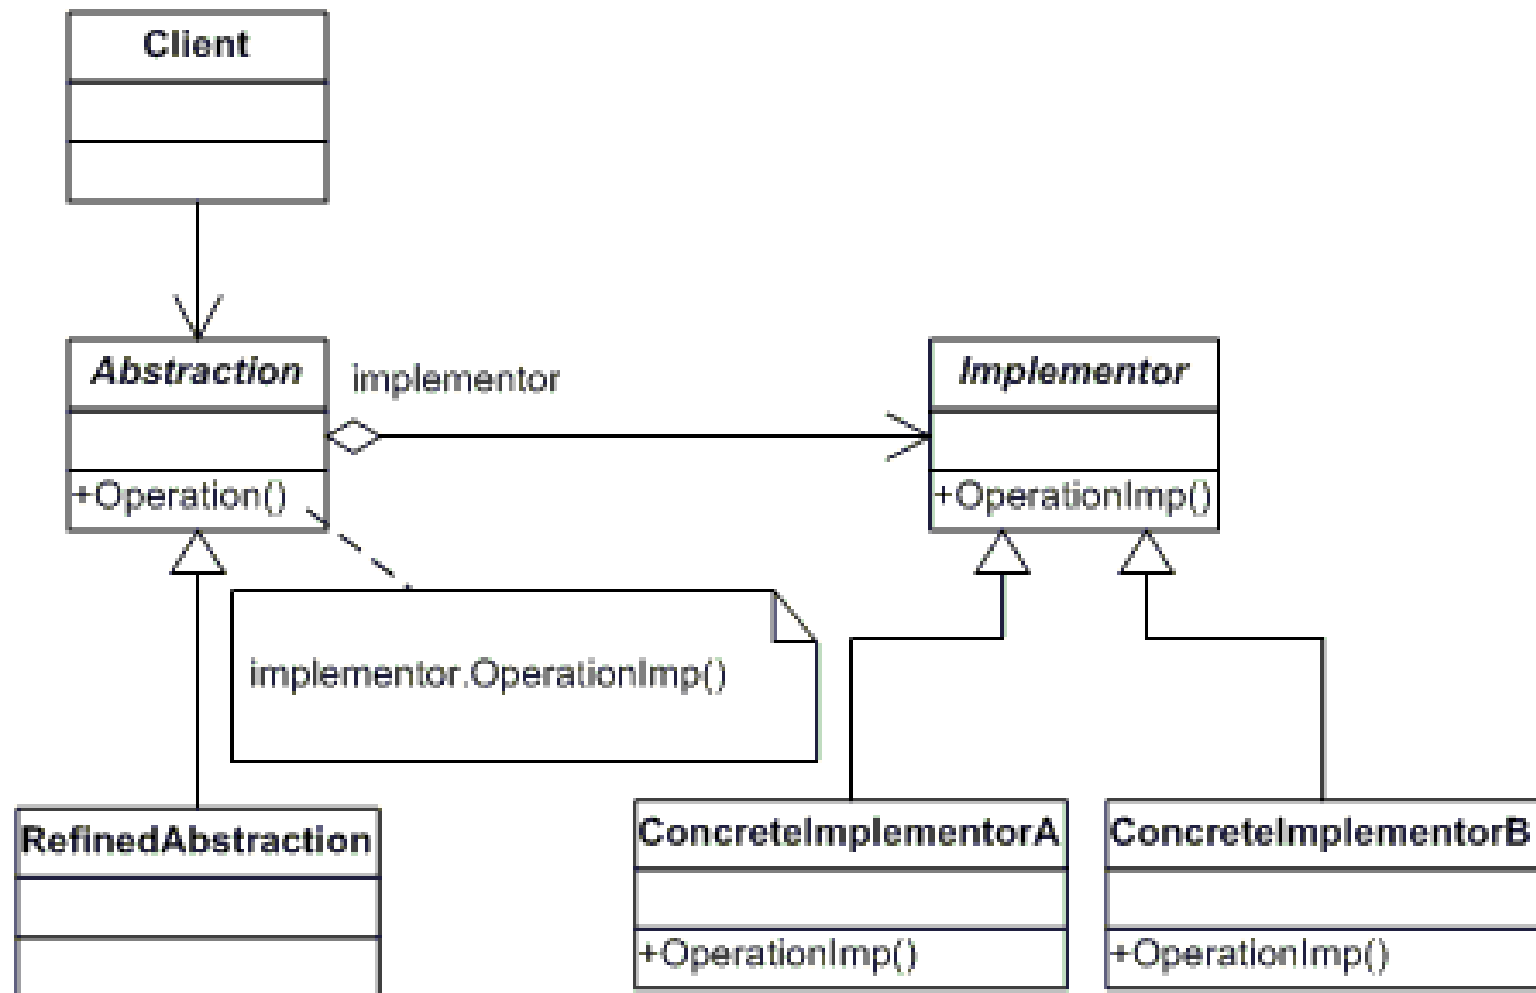 Client
Abstraction
implementor
Implementor
+Operation()
+OperationImp()
implementor.OperationImp()
RefinedAbstraction
ConcreteImplementorA
ConcreteImplementorB
+OperationImp()
+OperationImp()